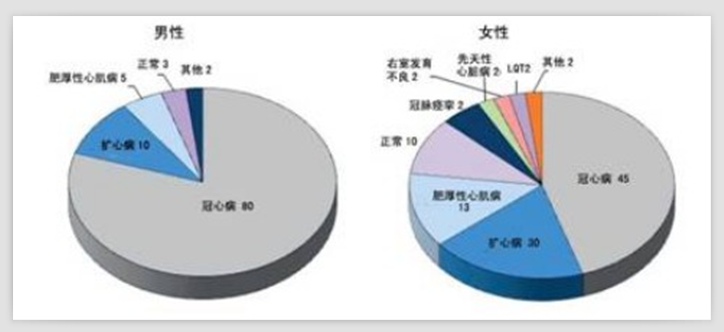 男性
正常 3
其他 2
肥厚性心肌病 5
扩心病 10
冠心病 80
女性
右室发育
不良 2
先天性
心脏病 2
LQT2
其他 2
冠脉痉挛 2
正常 10
肥厚性心肌病
13
扩心病 30
冠心病 45